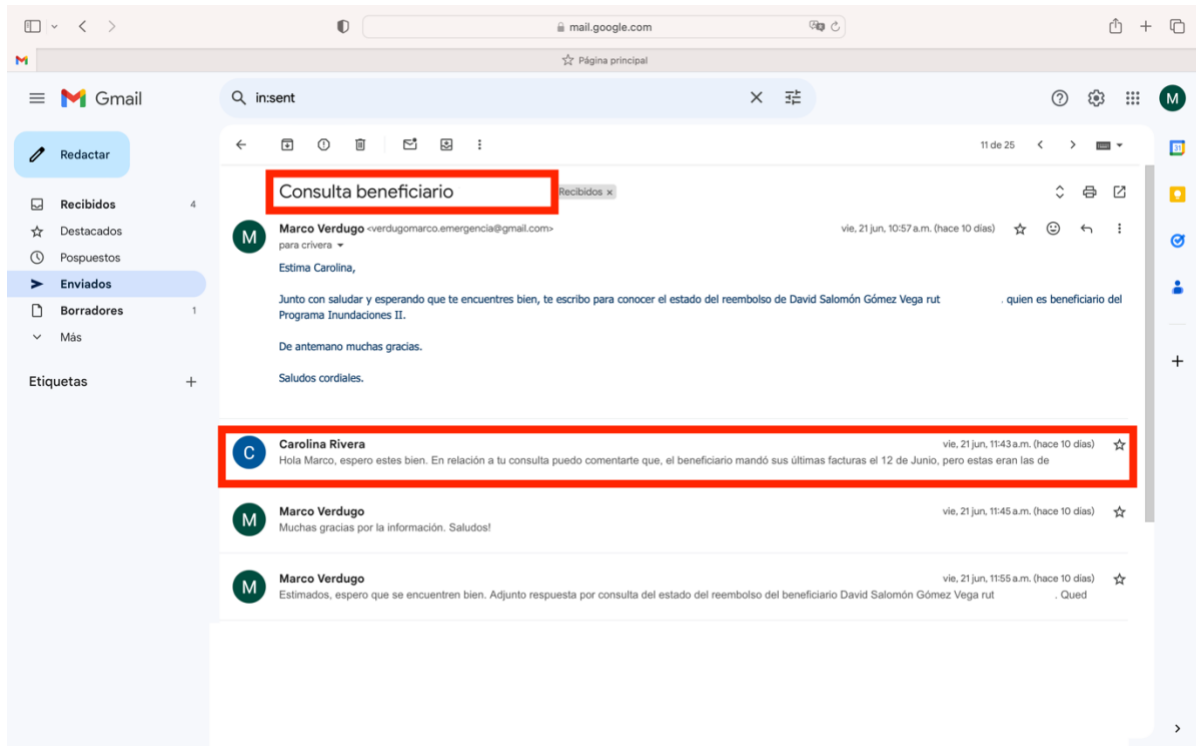 mail.google.com
Página principal
Gmail
in:sent
M
Redactar
11 de 25
Recibidos 4
Destacados
Pospuestos
Enviados
Borradores 1
Más
Etiquetas
Consulta beneficiario
Recibidos x
M
Marco Verdugo <verdugomarco.emergencia@gmail.com>
vie, 21 jun, 10:57 a.m. (hace 10 días)
para crivera
Estima Carolina,
Junto con saludar y esperando que te encuentres bien, te escribo para conocer el estado del reembolso de David Salomón Gómez Vega rut . quien es beneficiario del
Programa Inundaciones II.
De antemano muchas gracias.
Saludos cordiales.
C
Carolina Rivera
vie, 21 jun, 11:43 a.m. (hace 10 días)
Hola Marco, espero estes bien. En relación a tu consulta puedo comentarte que, el beneficiario mandó sus últimas facturas el 12 de Junio, pero estas eran las de
M
Marco Verdugo
vie, 21 jun, 11:45 a.m. (hace 10 días)
Muchas gracias por la información. Saludos!
M
Marco Verdugo
vie, 21 jun, 11:55 a.m. (hace 10 días)
Estimados, espero que se encuentren bien. Adjunto respuesta por consulta del estado del reembolso del beneficiario David Salomón Gómez Vega rut . Qued
31